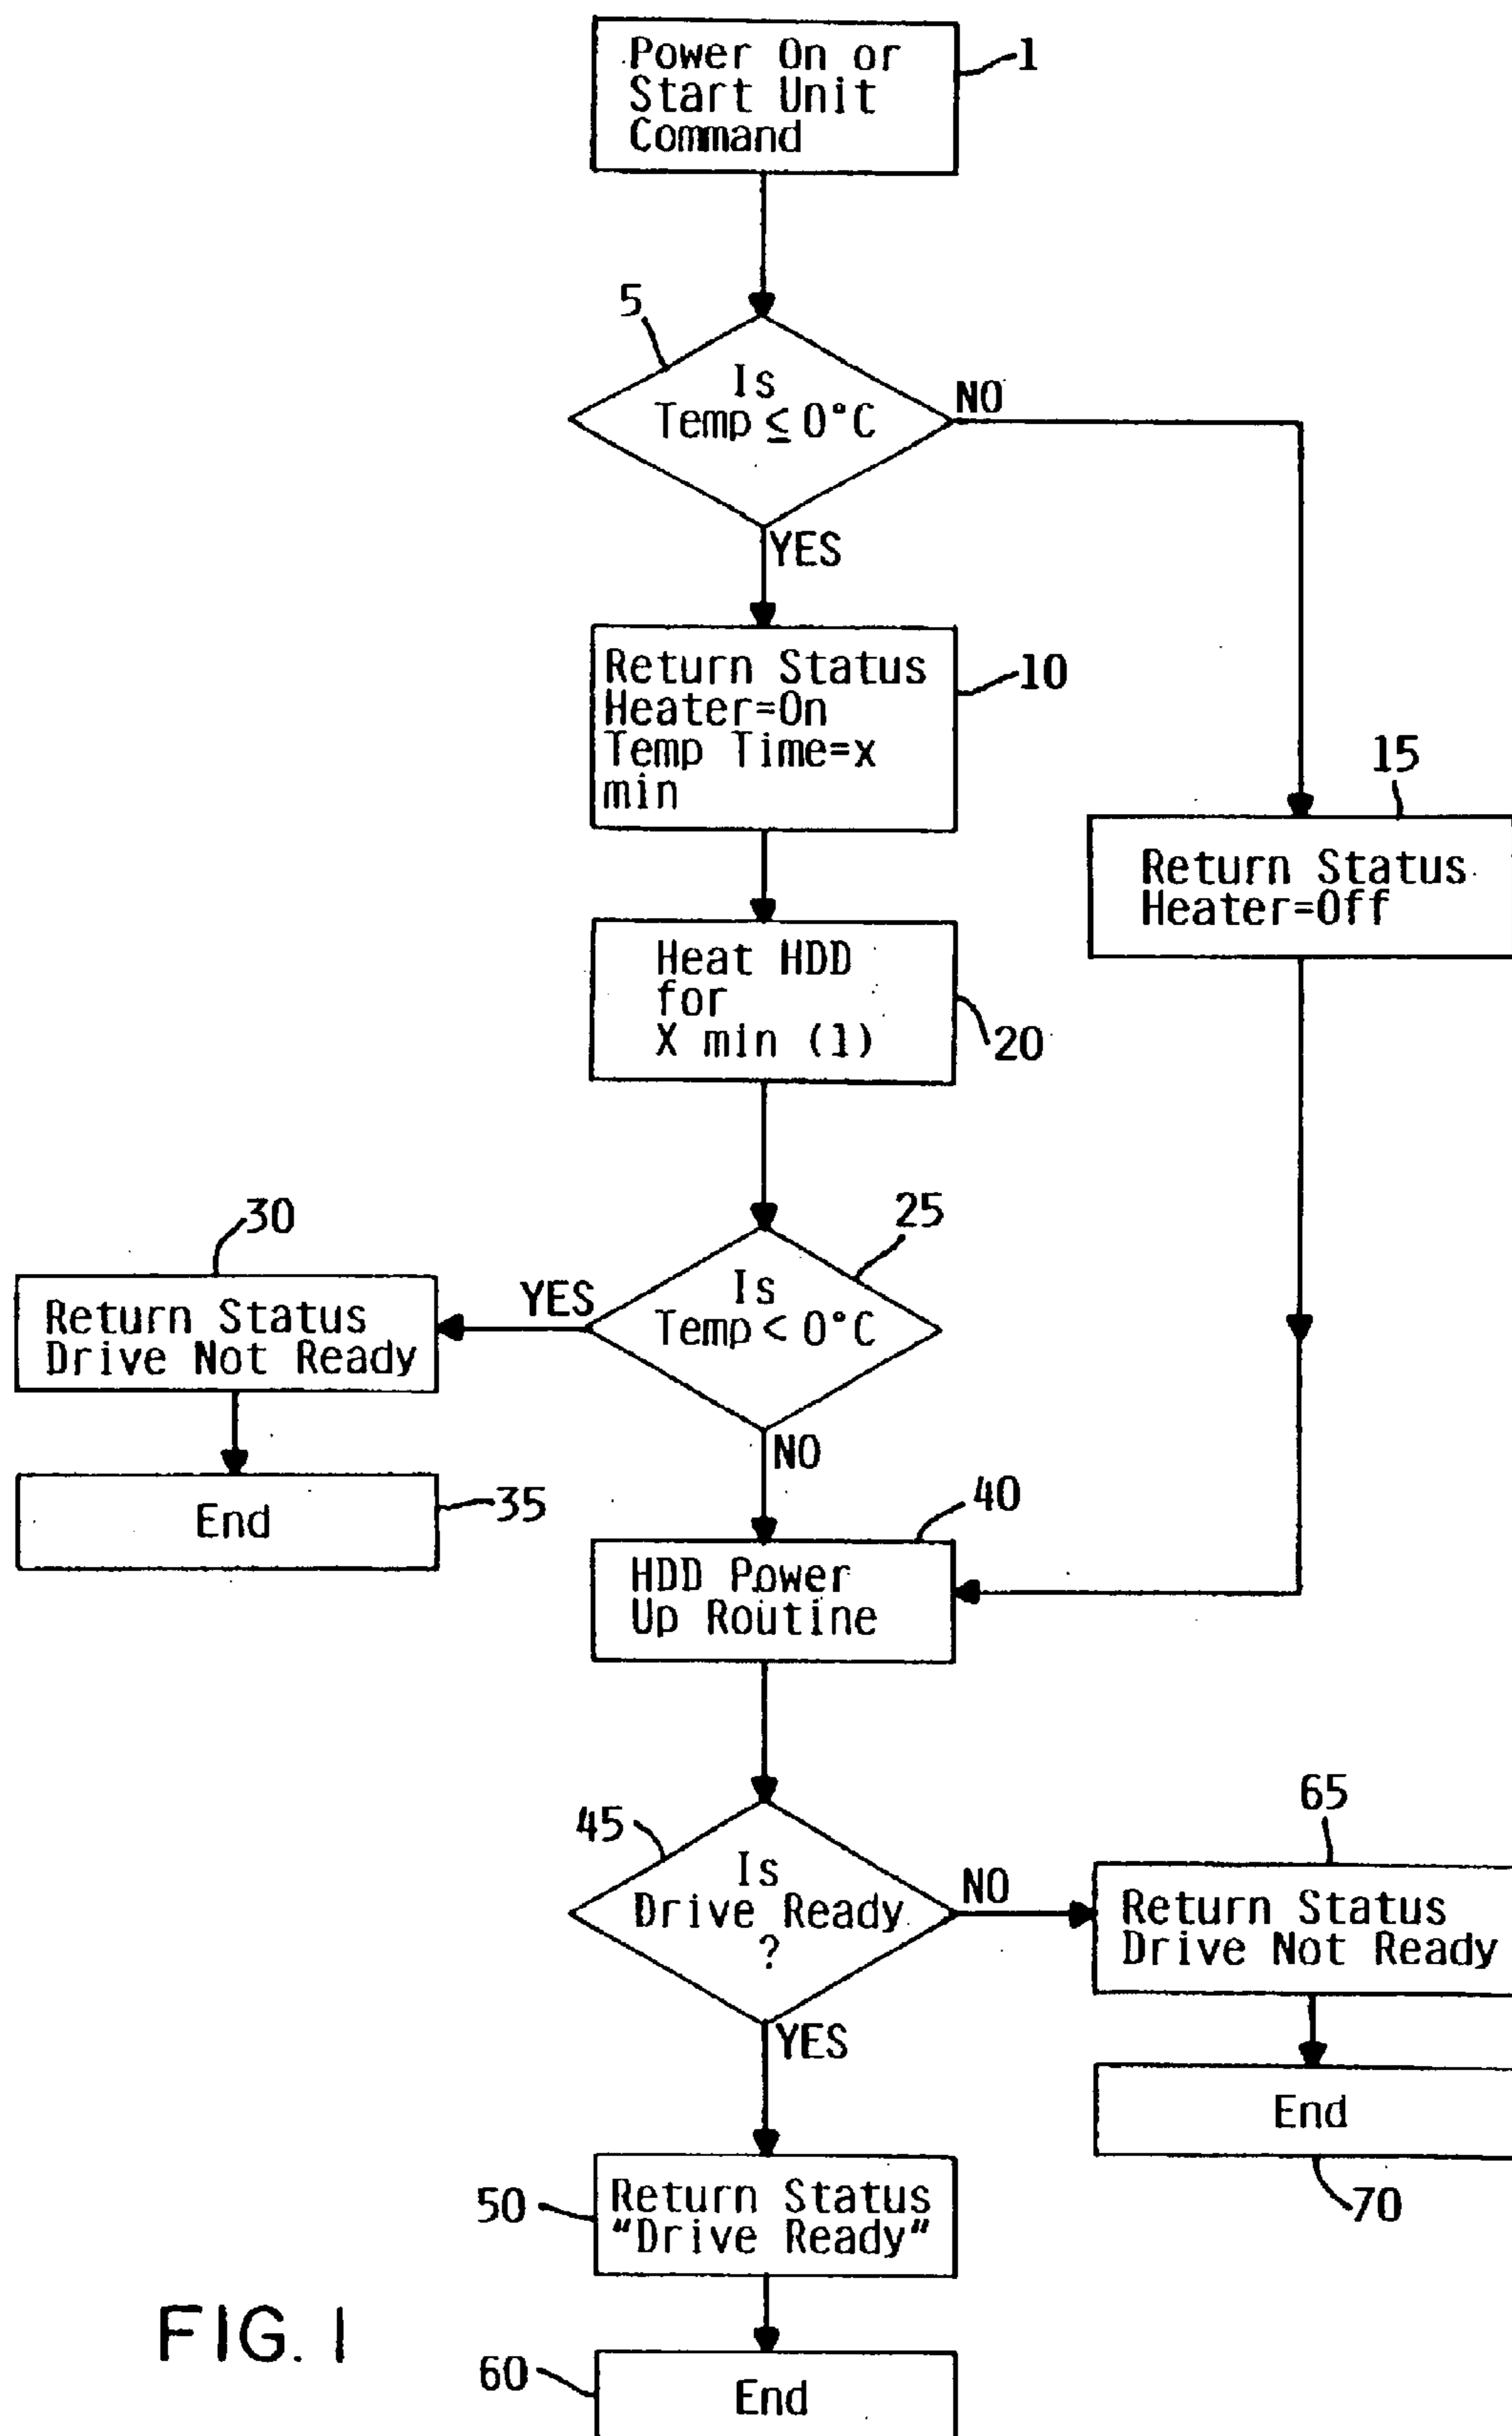 Power On or
Start Unit
Command
1
5
Is
Temp ≤ 0°C
NO
YES
Return Status
Heater=On
Temp Time=x
min
10
15
Return Status
Heater=Off
Heat HDD
for
X min (1)
20
25
Is
Temp < 0°C
YES
NO
30
Return Status
Drive Not Ready
End
35
40
HDD Power
Up Routine
45
Is
Drive Ready
?
NO
YES
65
Return Status
Drive Not Ready
End
70
50
Return Status
“Drive Ready”
60
End
FIG. 1